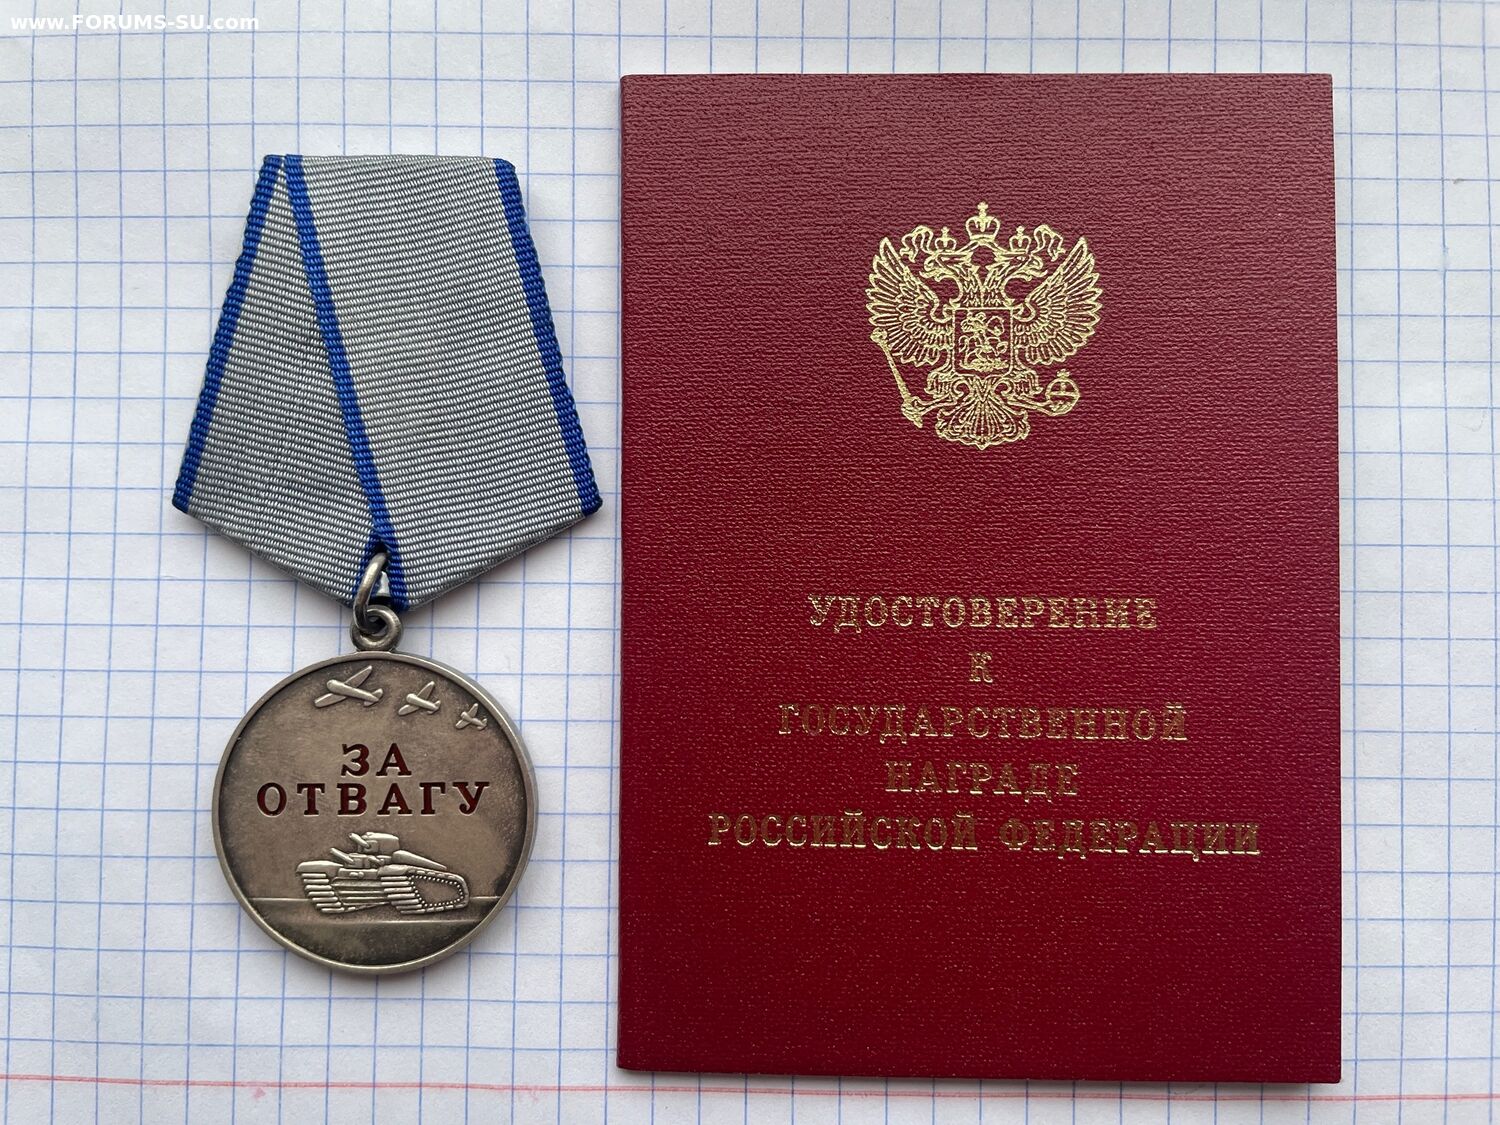 www.FORUMS-SU.com
ЗА
ОТВАГУ
УДОСТОВЕРЕНИЕ
К
ГОСУДАРСТВЕННОЙ
НАГРАДЕ
РОССИЙСКОЙ ФЕДЕРАЦИИ